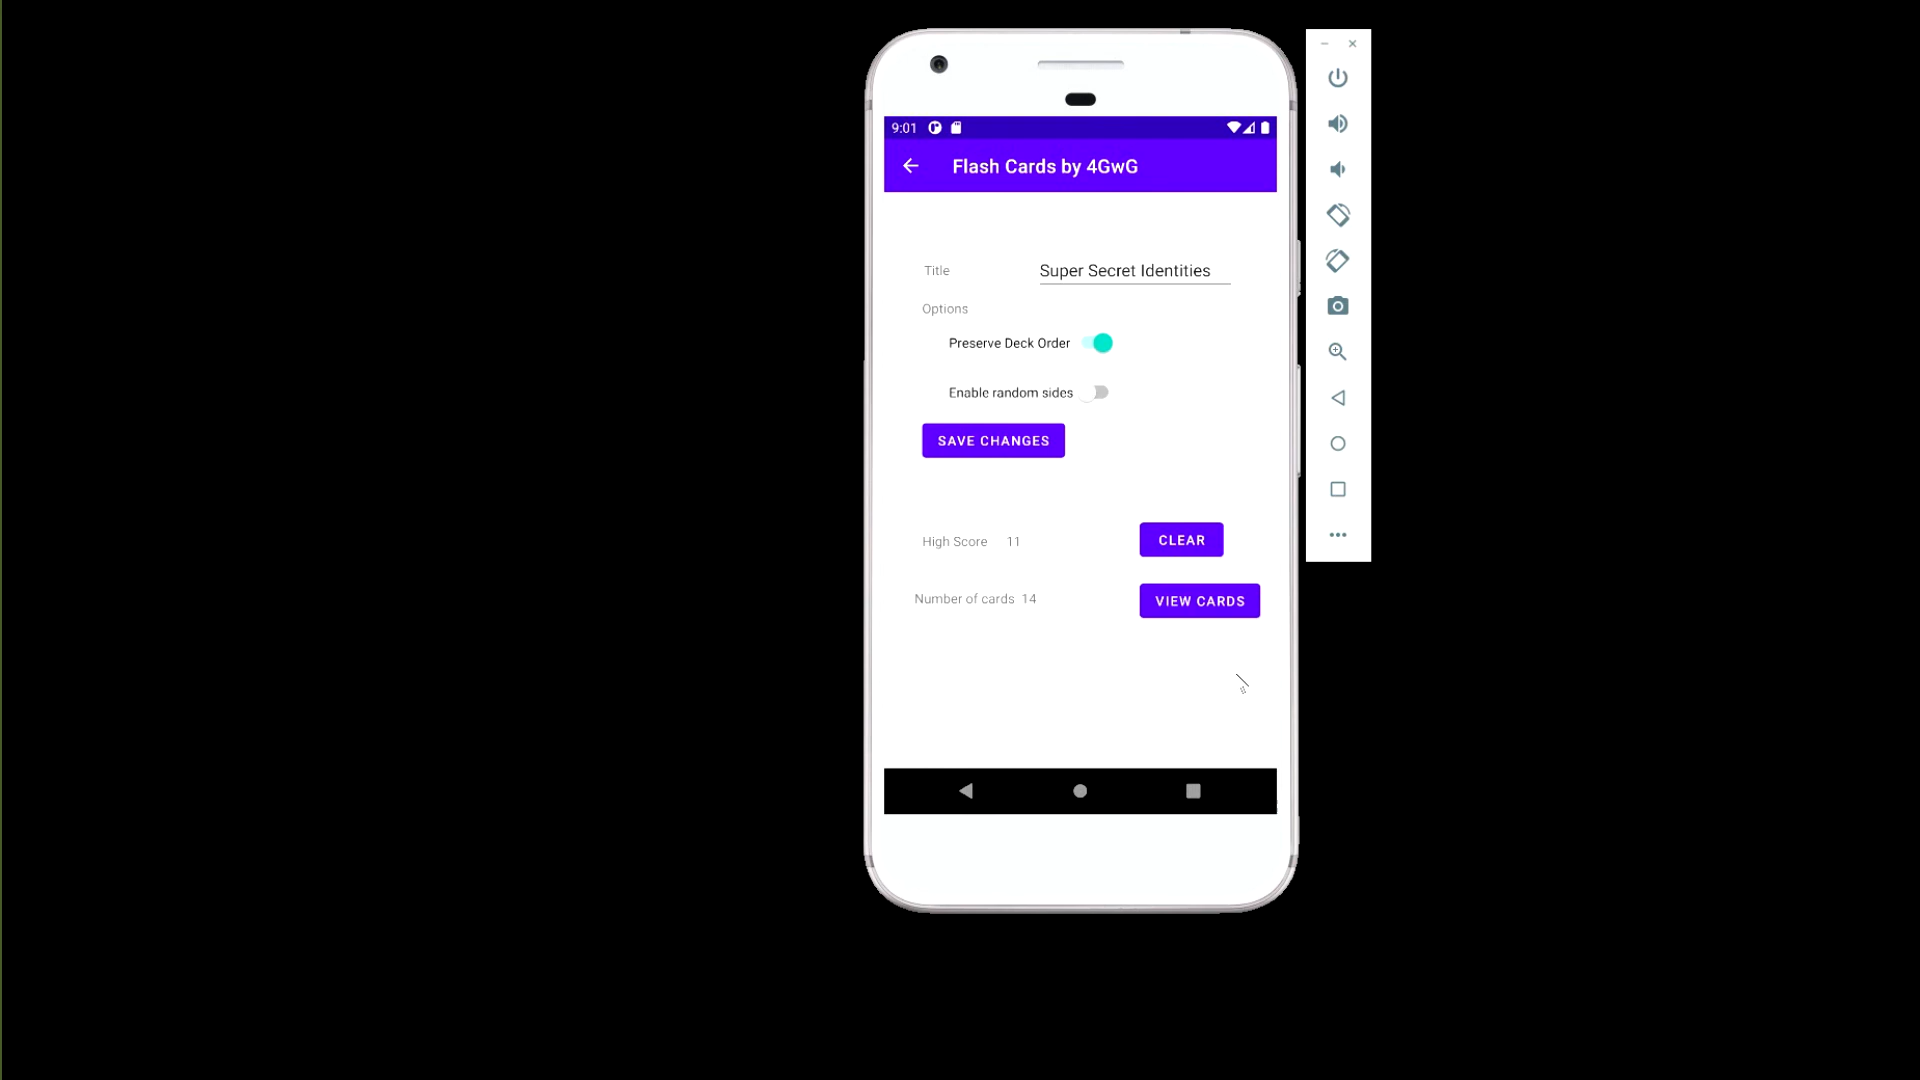 9:01
Flash Cards by 4GwG
Title Super Secret Identities
Options
Preserve Deck Order
Enable random sides
SAVE CHANGES
High Score 11 CLEAR
Number of cards 14 VIEW CARDS